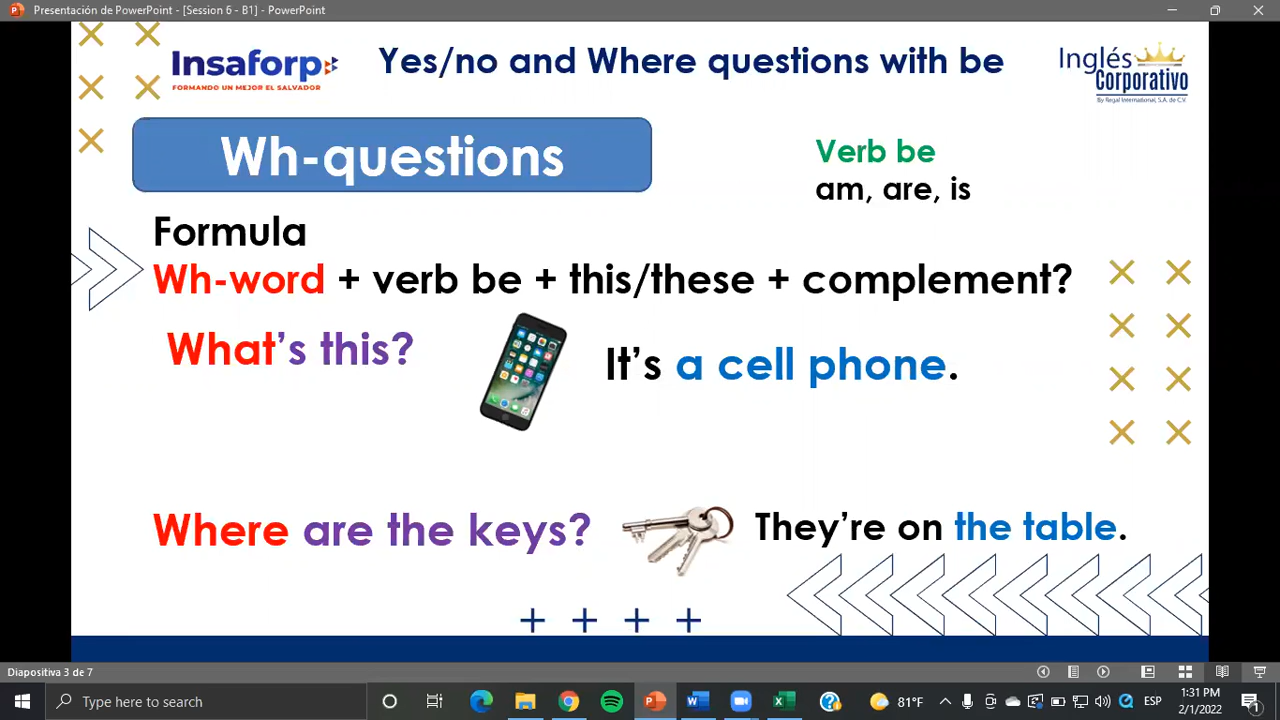 Presentación de PowerPoint - [Session 6 - B1] - PowerPoint
Insaforp
FORMANDO UN MEJOR EL SALVADOR
Yes/no and Where questions with be
Inglés
Corporativo
By Regal International, S.A. de C.V.
Wh-questions
Verb be
am, are, is
Formula
Wh-word + verb be + this/these + complement?
What's this?
It's a cell phone.
Where are the keys?
They're on the table.
Diapositiva 3 de 7
Type here to search
81°F
ESP
1:31 PM
2/1/2022